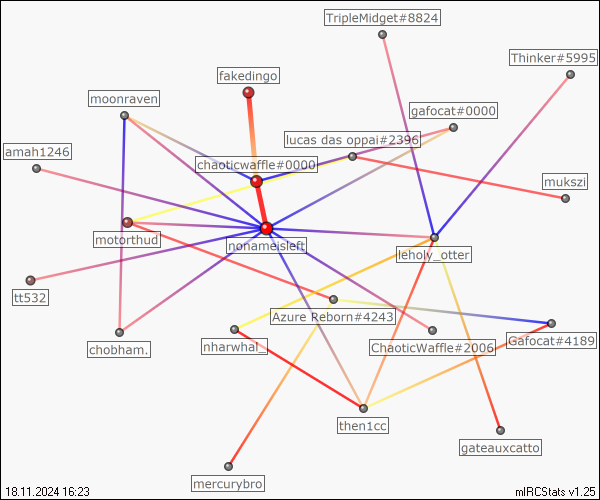 TripleMidget#8824
Thinker#5995
fakedingo
moonraven
gafocat#0000
lucas das oppai#2396
amah1246
chaoticwaffle#0000
mukszi
motorthud
nonameisleft
leholy_otter
tt532
Azure Reborn#4243
chobham.
nharwhal_
ChaoticWaffle#2006
Gafocat#4189
then1cc
gateauxcatto
mercurybro
18.11.2024 16:23
mIRCStats v1.25